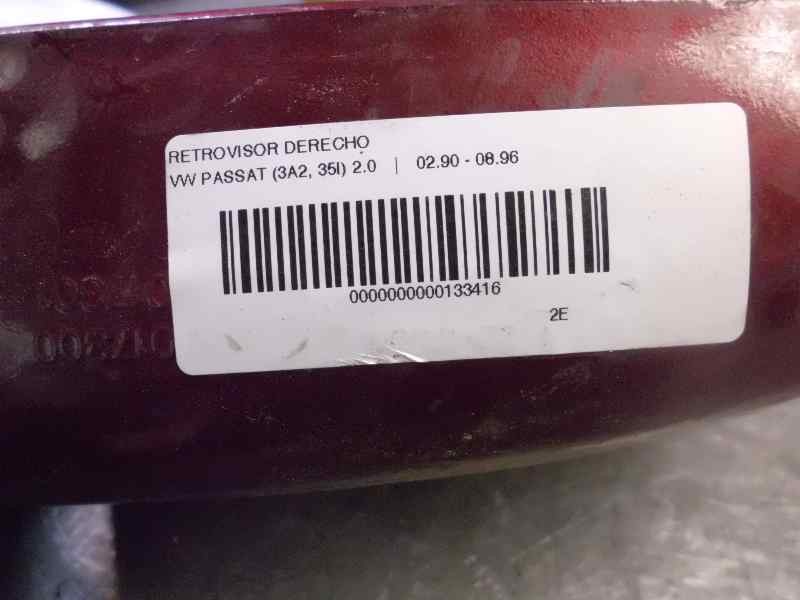 RETROVISOR DERECHO
VW PASSAT (3A2, 35I) 2.0 | 02.90 - 08.96
0000000000133416
2E